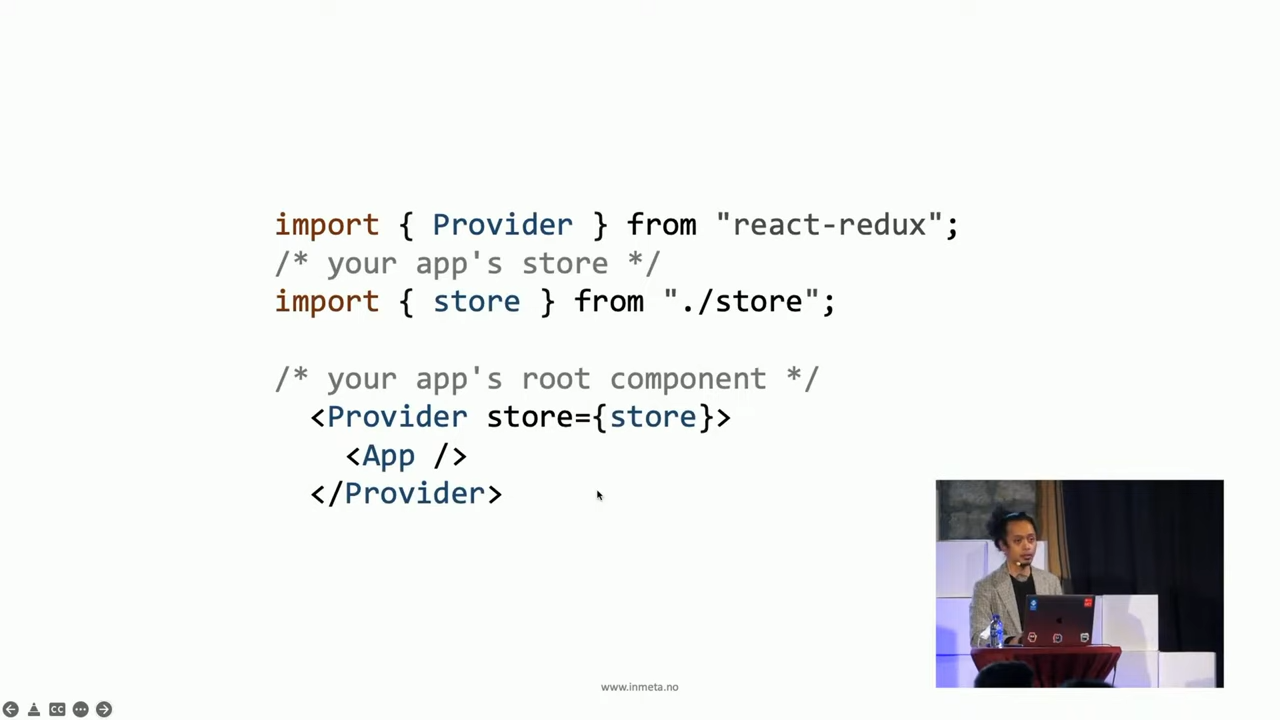 import { Provider } from "react-redux";
/* your app's store */
import { store } from "./store";
/* your app's root component */
<Provider store={store}>
<App />
</Provider>
www.inmeta.no
CC